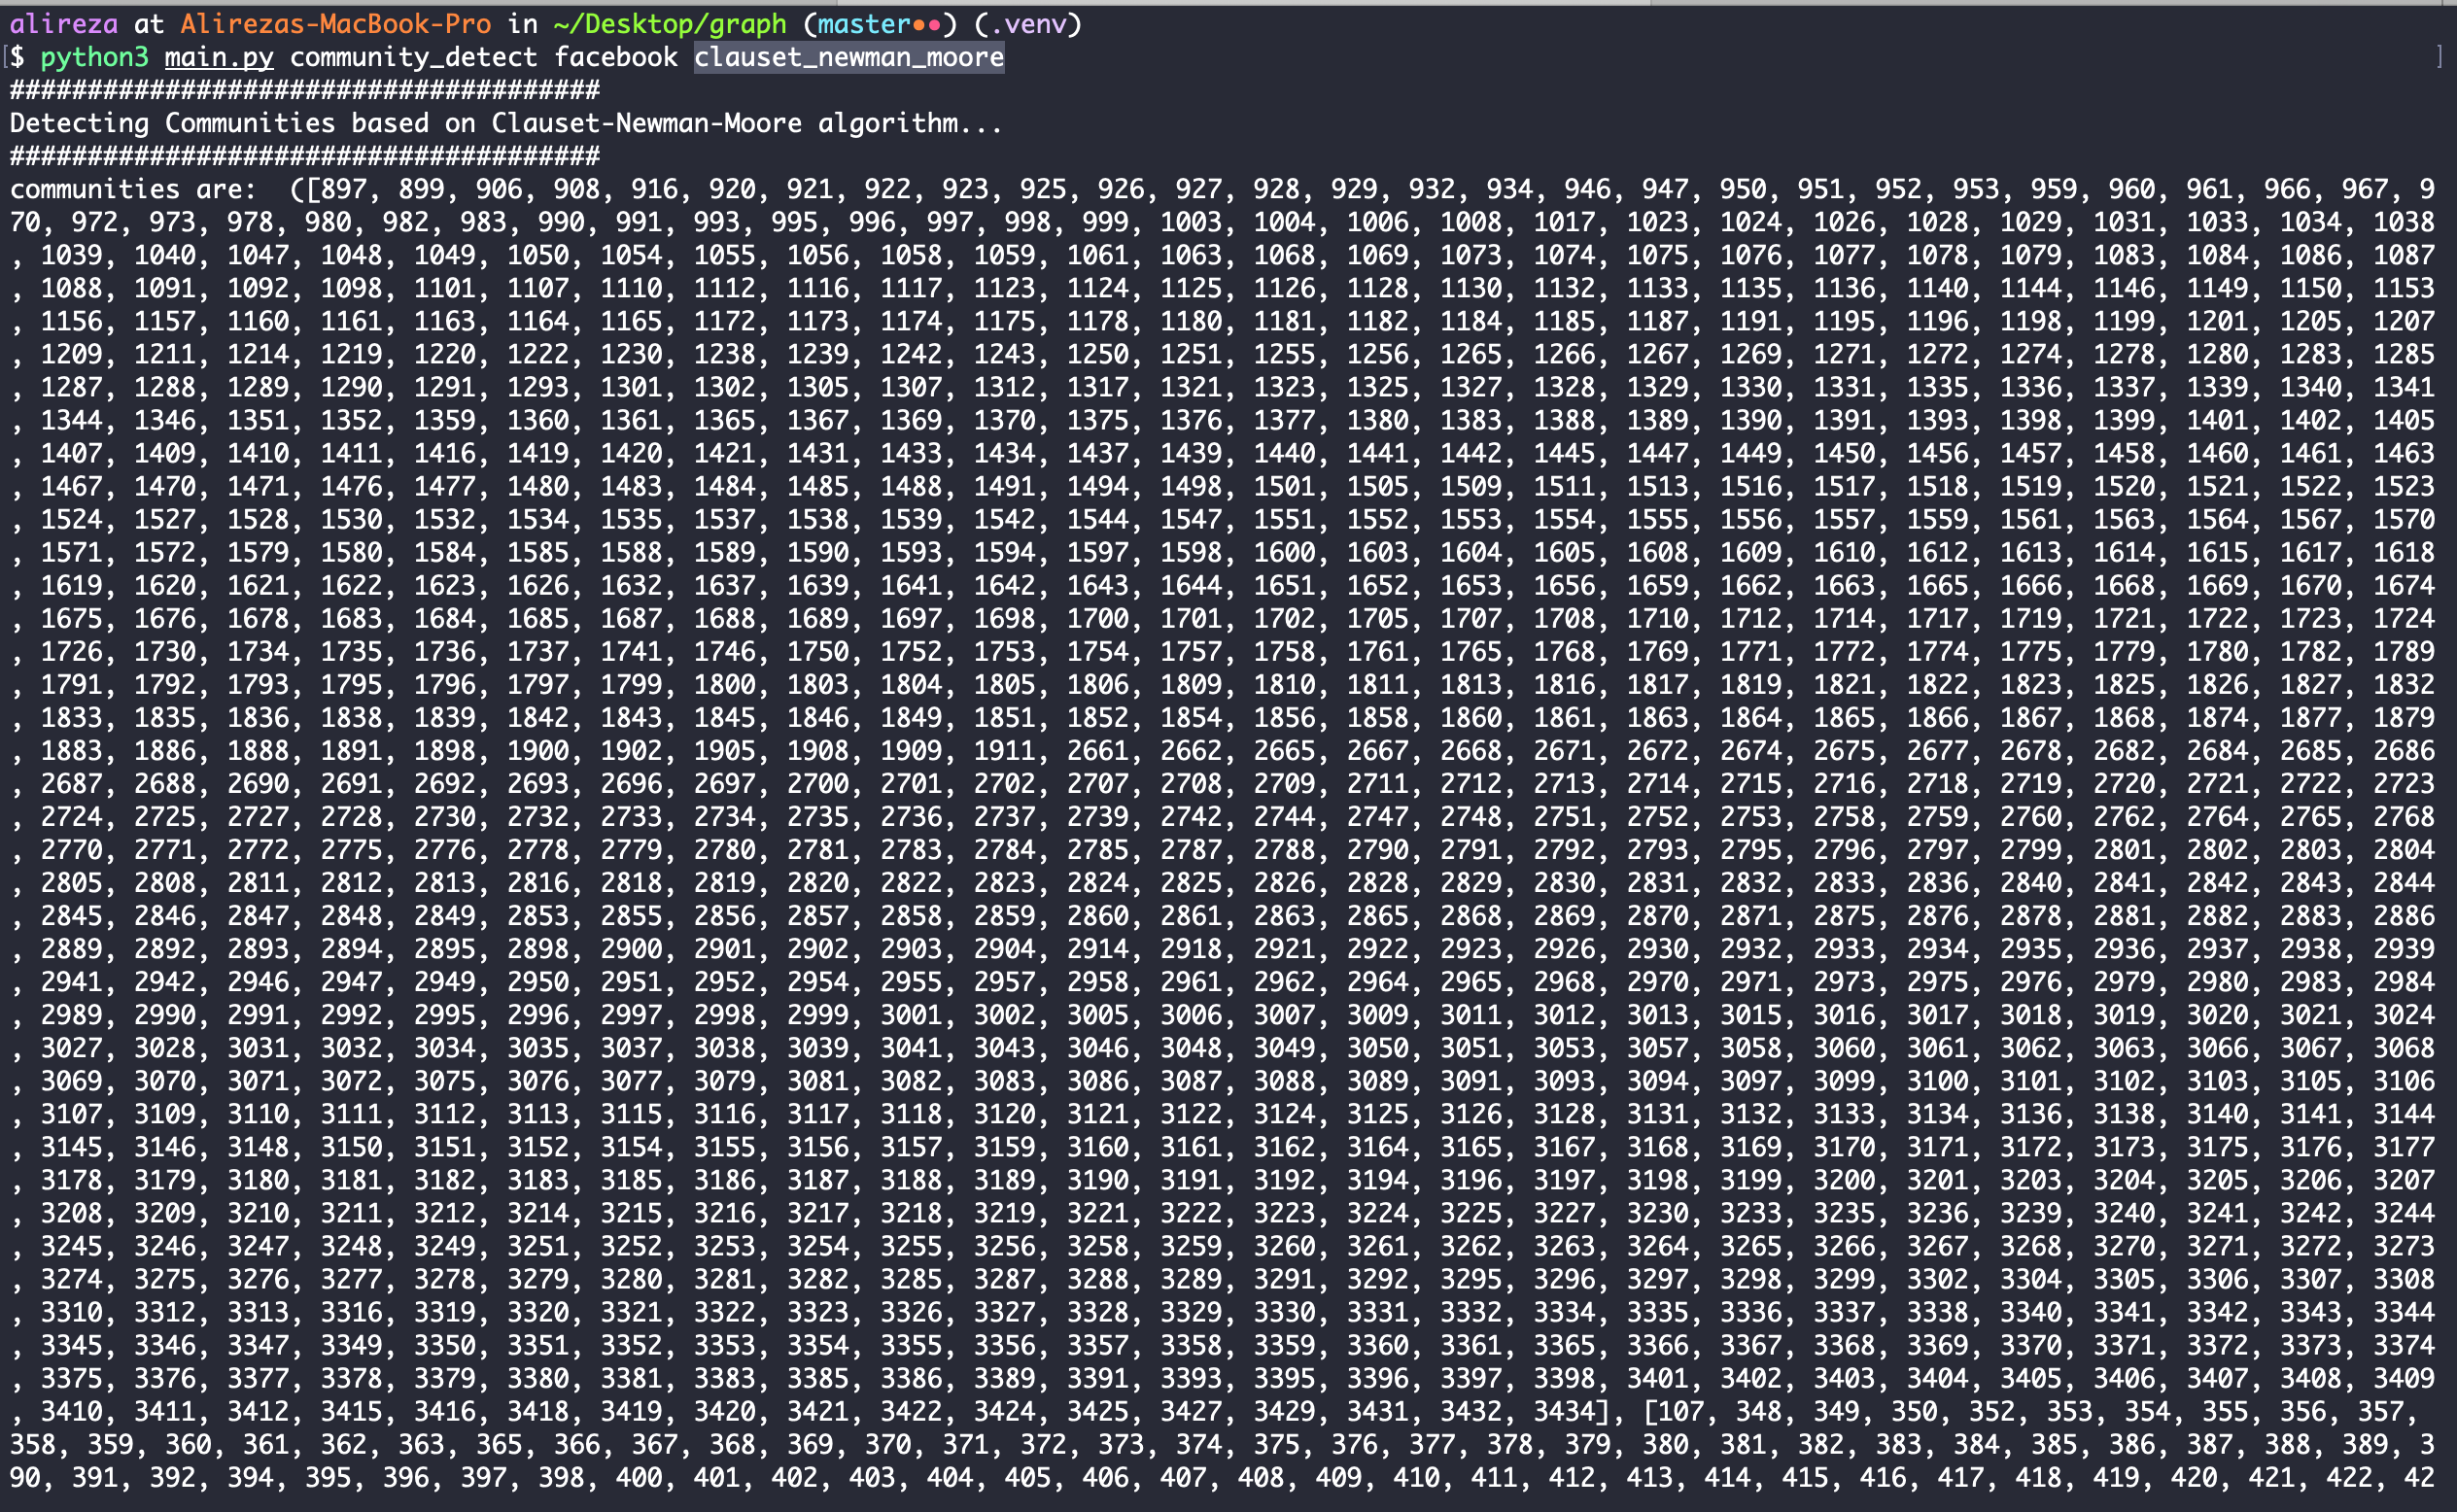 alireza at Alirezas-MacBook-Pro in ~/Desktop/graph (master●●) (.venv)
[$ python3 main.py community_detect facebook clauset_newman_moore ]
######################################
Detecting Communities based on Clauset-Newman-Moore algorithm...
######################################
communities are:  ([897, 899, 906, 908, 916, 920, 921, 922, 923, 925, 926, 927, 928, 929, 932, 934, 946, 947, 950, 951, 952, 953, 959, 960, 961, 966, 967, 9
70, 972, 973, 978, 980, 982, 983, 990, 991, 993, 995, 996, 997, 998, 999, 1003, 1004, 1006, 1008, 1017, 1023, 1024, 1026, 1028, 1029, 1031, 1033, 1034, 1038
, 1039, 1040, 1047, 1048, 1049, 1050, 1054, 1055, 1056, 1058, 1059, 1061, 1063, 1068, 1069, 1073, 1074, 1075, 1076, 1077, 1078, 1079, 1083, 1084, 1086, 1087
, 1088, 1091, 1092, 1098, 1101, 1107, 1110, 1112, 1116, 1117, 1123, 1124, 1125, 1126, 1128, 1130, 1132, 1133, 1135, 1136, 1140, 1144, 1146, 1149, 1150, 1153
, 1156, 1157, 1160, 1161, 1163, 1164, 1165, 1172, 1173, 1174, 1175, 1178, 1180, 1181, 1182, 1184, 1185, 1187, 1191, 1195, 1196, 1198, 1199, 1201, 1205, 1207
, 1209, 1211, 1214, 1219, 1220, 1222, 1230, 1238, 1239, 1242, 1243, 1250, 1251, 1255, 1256, 1265, 1266, 1267, 1269, 1271, 1272, 1274, 1278, 1280, 1283, 1285
, 1287, 1288, 1289, 1290, 1291, 1293, 1301, 1302, 1305, 1307, 1312, 1317, 1321, 1323, 1325, 1327, 1328, 1329, 1330, 1331, 1335, 1336, 1337, 1339, 1340, 1341
, 1344, 1346, 1351, 1352, 1359, 1360, 1361, 1365, 1367, 1369, 1370, 1375, 1376, 1377, 1380, 1383, 1388, 1389, 1390, 1391, 1393, 1398, 1399, 1401, 1402, 1405
, 1407, 1409, 1410, 1411, 1416, 1419, 1420, 1421, 1431, 1433, 1434, 1437, 1439, 1440, 1441, 1442, 1445, 1447, 1449, 1450, 1456, 1457, 1458, 1460, 1461, 1463
, 1467, 1470, 1471, 1476, 1477, 1480, 1483, 1484, 1485, 1488, 1491, 1494, 1498, 1501, 1505, 1509, 1511, 1513, 1516, 1517, 1518, 1519, 1520, 1521, 1522, 1523
, 1524, 1527, 1528, 1530, 1532, 1534, 1535, 1537, 1538, 1539, 1542, 1544, 1547, 1551, 1552, 1553, 1554, 1555, 1556, 1557, 1559, 1561, 1563, 1564, 1567, 1570
, 1571, 1572, 1579, 1580, 1584, 1585, 1588, 1589, 1590, 1593, 1594, 1597, 1598, 1600, 1603, 1604, 1605, 1608, 1609, 1610, 1612, 1613, 1614, 1615, 1617, 1618
, 1619, 1620, 1621, 1622, 1623, 1626, 1632, 1637, 1639, 1641, 1642, 1643, 1644, 1651, 1652, 1653, 1656, 1659, 1662, 1663, 1665, 1666, 1668, 1669, 1670, 1674
, 1675, 1676, 1678, 1683, 1684, 1685, 1687, 1688, 1689, 1697, 1698, 1700, 1701, 1702, 1705, 1707, 1708, 1710, 1712, 1714, 1717, 1719, 1721, 1722, 1723, 1724
, 1726, 1730, 1734, 1735, 1736, 1737, 1741, 1746, 1750, 1752, 1753, 1754, 1757, 1758, 1761, 1765, 1768, 1769, 1771, 1772, 1774, 1775, 1779, 1780, 1782, 1789
, 1791, 1792, 1793, 1795, 1796, 1797, 1799, 1800, 1803, 1804, 1805, 1806, 1809, 1810, 1811, 1813, 1816, 1817, 1819, 1821, 1822, 1823, 1825, 1826, 1827, 1832
, 1833, 1835, 1836, 1838, 1839, 1842, 1843, 1845, 1846, 1849, 1851, 1852, 1854, 1856, 1858, 1860, 1861, 1863, 1864, 1865, 1866, 1867, 1868, 1874, 1877, 1879
, 1883, 1886, 1888, 1891, 1898, 1900, 1902, 1905, 1908, 1909, 1911, 2661, 2662, 2665, 2667, 2668, 2671, 2672, 2674, 2675, 2677, 2678, 2682, 2684, 2685, 2686
, 2687, 2688, 2690, 2691, 2692, 2693, 2696, 2697, 2700, 2701, 2702, 2707, 2708, 2709, 2711, 2712, 2713, 2714, 2715, 2716, 2718, 2719, 2720, 2721, 2722, 2723
, 2724, 2725, 2727, 2728, 2730, 2732, 2733, 2734, 2735, 2736, 2737, 2739, 2742, 2744, 2747, 2748, 2751, 2752, 2753, 2758, 2759, 2760, 2762, 2764, 2765, 2768
, 2770, 2771, 2772, 2775, 2776, 2778, 2779, 2780, 2781, 2783, 2784, 2785, 2787, 2788, 2790, 2791, 2792, 2793, 2795, 2796, 2797, 2799, 2801, 2802, 2803, 2804
, 2805, 2808, 2811, 2812, 2813, 2816, 2818, 2819, 2820, 2822, 2823, 2824, 2825, 2826, 2828, 2829, 2830, 2831, 2832, 2833, 2836, 2840, 2841, 2842, 2843, 2844
, 2845, 2846, 2847, 2848, 2849, 2853, 2855, 2856, 2857, 2858, 2859, 2860, 2861, 2863, 2865, 2868, 2869, 2870, 2871, 2875, 2876, 2878, 2881, 2882, 2883, 2886
, 2889, 2892, 2893, 2894, 2895, 2898, 2900, 2901, 2902, 2903, 2904, 2914, 2918, 2921, 2922, 2923, 2926, 2930, 2932, 2933, 2934, 2935, 2936, 2937, 2938, 2939
, 2941, 2942, 2946, 2947, 2949, 2950, 2951, 2952, 2954, 2955, 2957, 2958, 2961, 2962, 2964, 2965, 2968, 2970, 2971, 2973, 2975, 2976, 2979, 2980, 2983, 2984
, 2989, 2990, 2991, 2992, 2995, 2996, 2997, 2998, 2999, 3001, 3002, 3005, 3006, 3007, 3009, 3011, 3012, 3013, 3015, 3016, 3017, 3018, 3019, 3020, 3021, 3024
, 3027, 3028, 3031, 3032, 3034, 3035, 3037, 3038, 3039, 3041, 3043, 3046, 3048, 3049, 3050, 3051, 3053, 3057, 3058, 3060, 3061, 3062, 3063, 3066, 3067, 3068
, 3069, 3070, 3071, 3072, 3075, 3076, 3077, 3079, 3081, 3082, 3083, 3086, 3087, 3088, 3089, 3091, 3093, 3094, 3097, 3099, 3100, 3101, 3102, 3103, 3105, 3106
, 3107, 3109, 3110, 3111, 3112, 3113, 3115, 3116, 3117, 3118, 3120, 3121, 3122, 3124, 3125, 3126, 3128, 3131, 3132, 3133, 3134, 3136, 3138, 3140, 3141, 3144
, 3145, 3146, 3148, 3150, 3151, 3152, 3154, 3155, 3156, 3157, 3159, 3160, 3161, 3162, 3164, 3165, 3167, 3168, 3169, 3170, 3171, 3172, 3173, 3175, 3176, 3177
, 3178, 3179, 3180, 3181, 3182, 3183, 3185, 3186, 3187, 3188, 3189, 3190, 3191, 3192, 3194, 3196, 3197, 3198, 3199, 3200, 3201, 3203, 3204, 3205, 3206, 3207
, 3208, 3209, 3210, 3211, 3212, 3214, 3215, 3216, 3217, 3218, 3219, 3221, 3222, 3223, 3224, 3225, 3227, 3230, 3233, 3235, 3236, 3239, 3240, 3241, 3242, 3244
, 3245, 3246, 3247, 3248, 3249, 3251, 3252, 3253, 3254, 3255, 3256, 3258, 3259, 3260, 3261, 3262, 3263, 3264, 3265, 3266, 3267, 3268, 3270, 3271, 3272, 3273
, 3274, 3275, 3276, 3277, 3278, 3279, 3280, 3281, 3282, 3285, 3287, 3288, 3289, 3291, 3292, 3295, 3296, 3297, 3298, 3299, 3302, 3304, 3305, 3306, 3307, 3308
, 3310, 3312, 3313, 3316, 3319, 3320, 3321, 3322, 3323, 3326, 3327, 3328, 3329, 3330, 3331, 3332, 3334, 3335, 3336, 3337, 3338, 3340, 3341, 3342, 3343, 3344
, 3345, 3346, 3347, 3349, 3350, 3351, 3352, 3353, 3354, 3355, 3356, 3357, 3358, 3359, 3360, 3361, 3365, 3366, 3367, 3368, 3369, 3370, 3371, 3372, 3373, 3374
, 3375, 3376, 3377, 3378, 3379, 3380, 3381, 3383, 3385, 3386, 3389, 3391, 3393, 3395, 3396, 3397, 3398, 3401, 3402, 3403, 3404, 3405, 3406, 3407, 3408, 3409
, 3410, 3411, 3412, 3415, 3416, 3418, 3419, 3420, 3421, 3422, 3424, 3425, 3427, 3429, 3431, 3432, 3434], [107, 348, 349, 350, 352, 353, 354, 355, 356, 357,
358, 359, 360, 361, 362, 363, 365, 366, 367, 368, 369, 370, 371, 372, 373, 374, 375, 376, 377, 378, 379, 380, 381, 382, 383, 384, 385, 386, 387, 388, 389, 3
90, 391, 392, 394, 395, 396, 397, 398, 400, 401, 402, 403, 404, 405, 406, 407, 408, 409, 410, 411, 412, 413, 414, 415, 416, 417, 418, 419, 420, 421, 422, 42